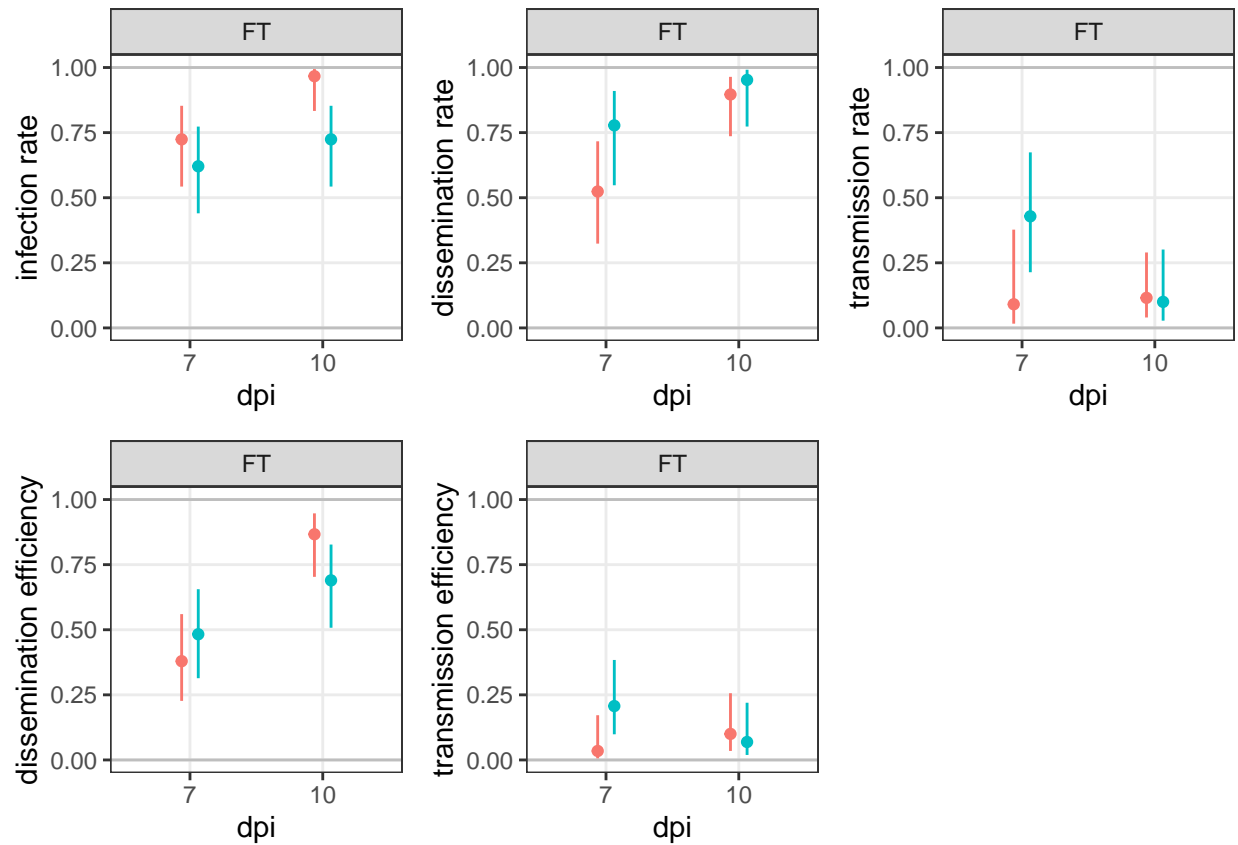 FT
infection rate
1.00
0.75
0.50
0.25
0.00
7 10
dpi
FT
dissemination rate
1.00
0.75
0.50
0.25
0.00
7 10
dpi
FT
transmission rate
1.00
0.75
0.50
0.25
0.00
7 10
dpi
FT
dissemination efficiency
1.00
0.75
0.50
0.25
0.00
7 10
dpi
FT
transmission efficiency
1.00
0.75
0.50
0.25
0.00
7 10
dpi